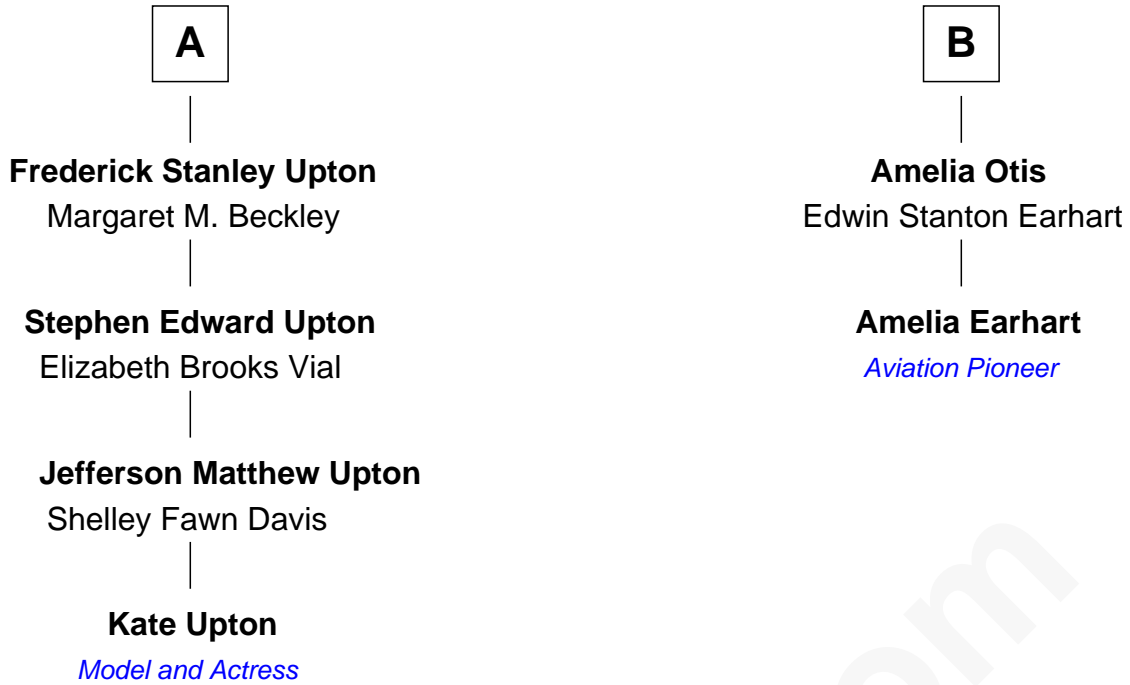 A
Frederick Stanley Upton
Margaret M. Beckley
Stephen Edward Upton
Elizabeth Brooks Vial
Jefferson Matthew Upton
Shelley Fawn Davis
Kate Upton
Model and Actress
B
Amelia Otis
Edwin Stanton Earhart
Amelia Earhart
Aviation Pioneer
om